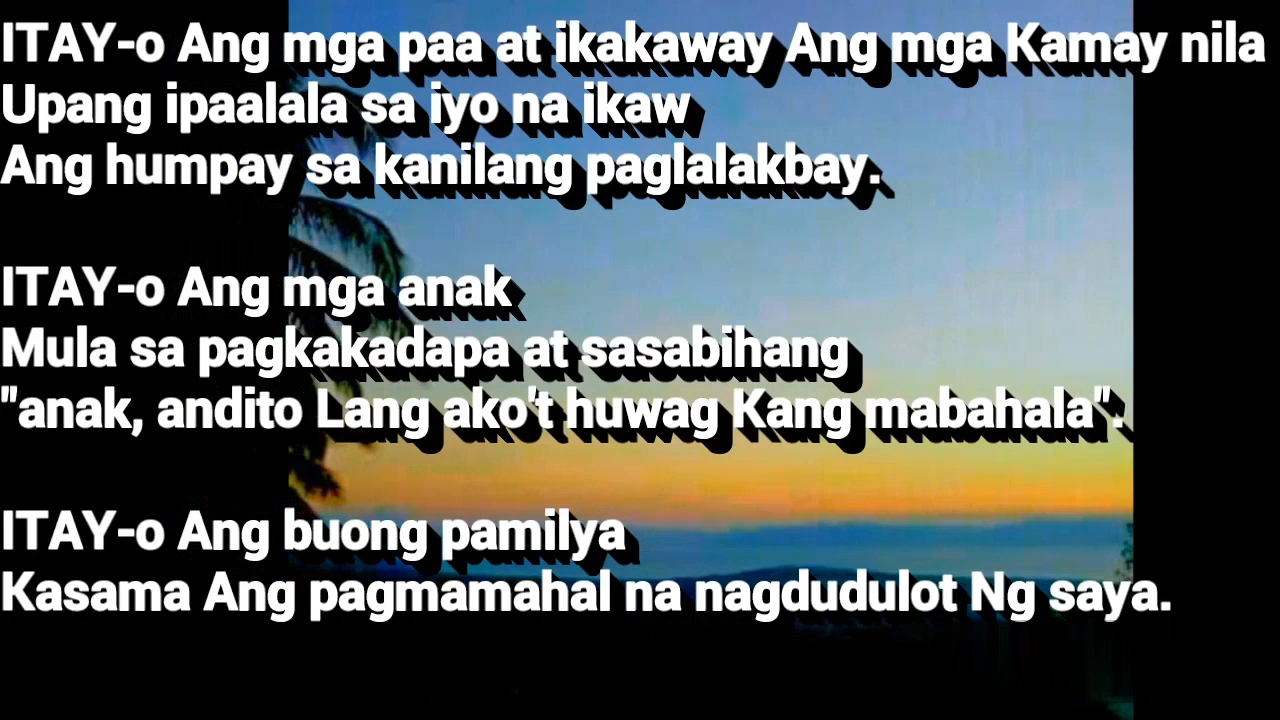 ITAY-o Ang mga paa at ikakaway Ang mga Kamay nila
Upang ipaalala sa iyo na ikaw
Ang humpay sa kanilang paglalakbay.
ITAY-o Ang mga anak
Mula sa pagkakadapa at sasabihang
"anak, andito Lang ako't huwag Kang mabahala".
ITAY-o Ang buong pamilya
Kasama Ang pagmamahal na nagdudulot Ng saya.